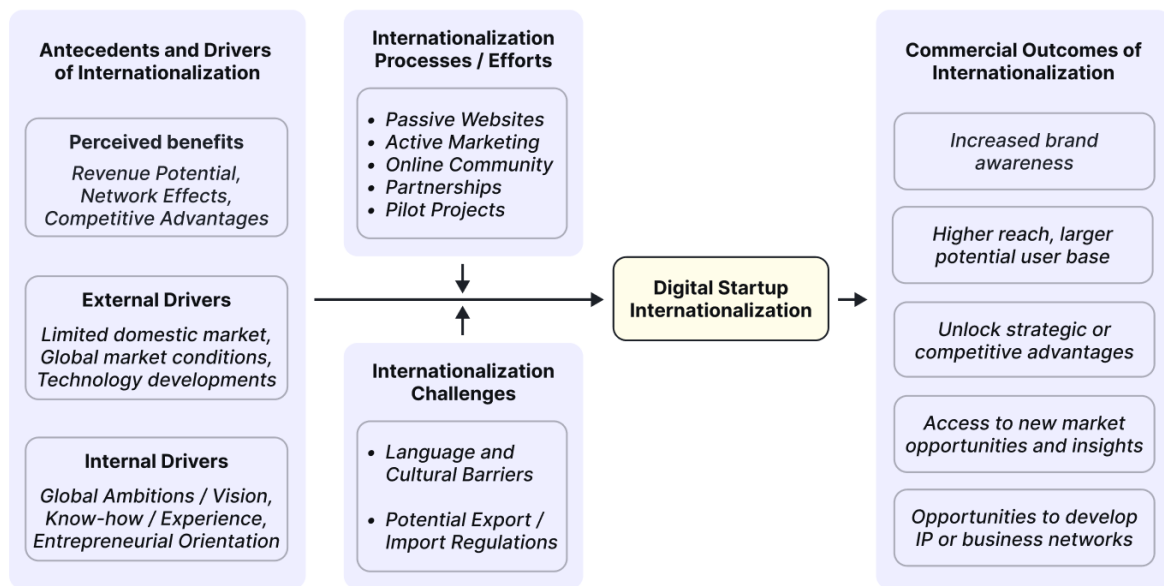 Antecedents and Drivers
of Internationalization
Perceived benefits
Revenue Potential,
Network Effects,
Competitive Advantages
External Drivers
Limited domestic market,
Global market conditions,
Technology developments
Internal Drivers
Global Ambitions / Vision,
Know-how / Experience,
Entrepreneurial Orientation
Internationalization
Processes / Efforts
• Passive Websites
• Active Marketing
• Online Community
• Partnerships
• Pilot Projects
Internationalization
Challenges
• Language and
Cultural Barriers
• Potential Export /
Import Regulations
Digital Startup
Internationalization
Commercial Outcomes of
Internationalization
Increased brand
awareness
Higher reach, larger
potential user base
Unlock strategic or
competitive advantages
Access to new market
opportunities and insights
Opportunities to develop
IP or business networks